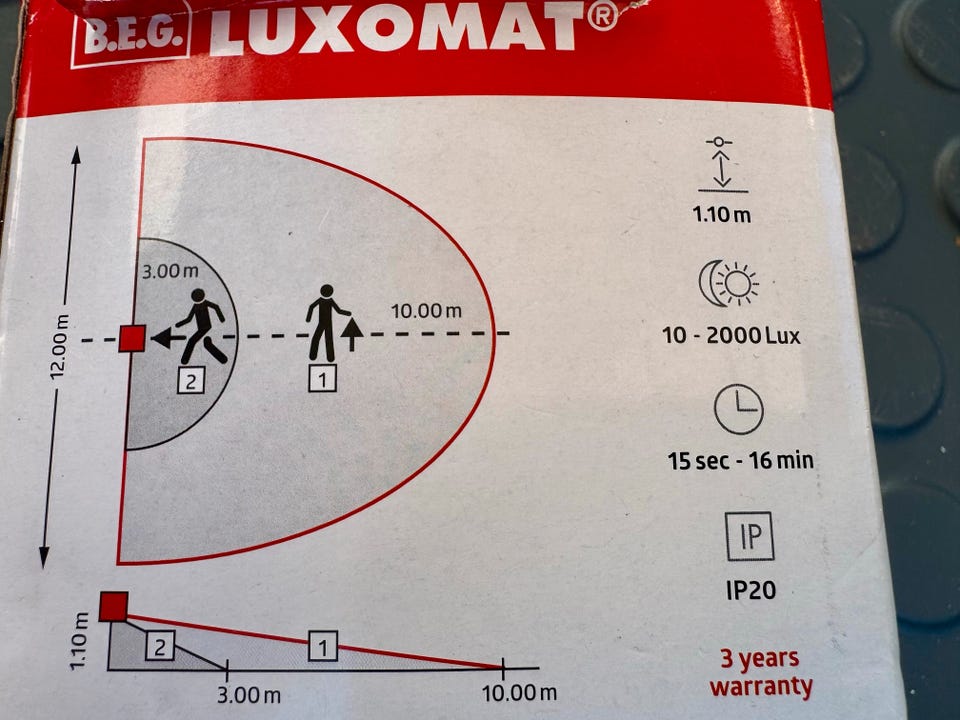 B.E.G. LUXOMAT®
12.00 m
3.00 m
10.00 m
2
1
1.10 m
10 - 2000 Lux
15 sec - 16 min
IP
IP20
3 years
warranty
1.10 m
2
1
3.00 m
10.00 m